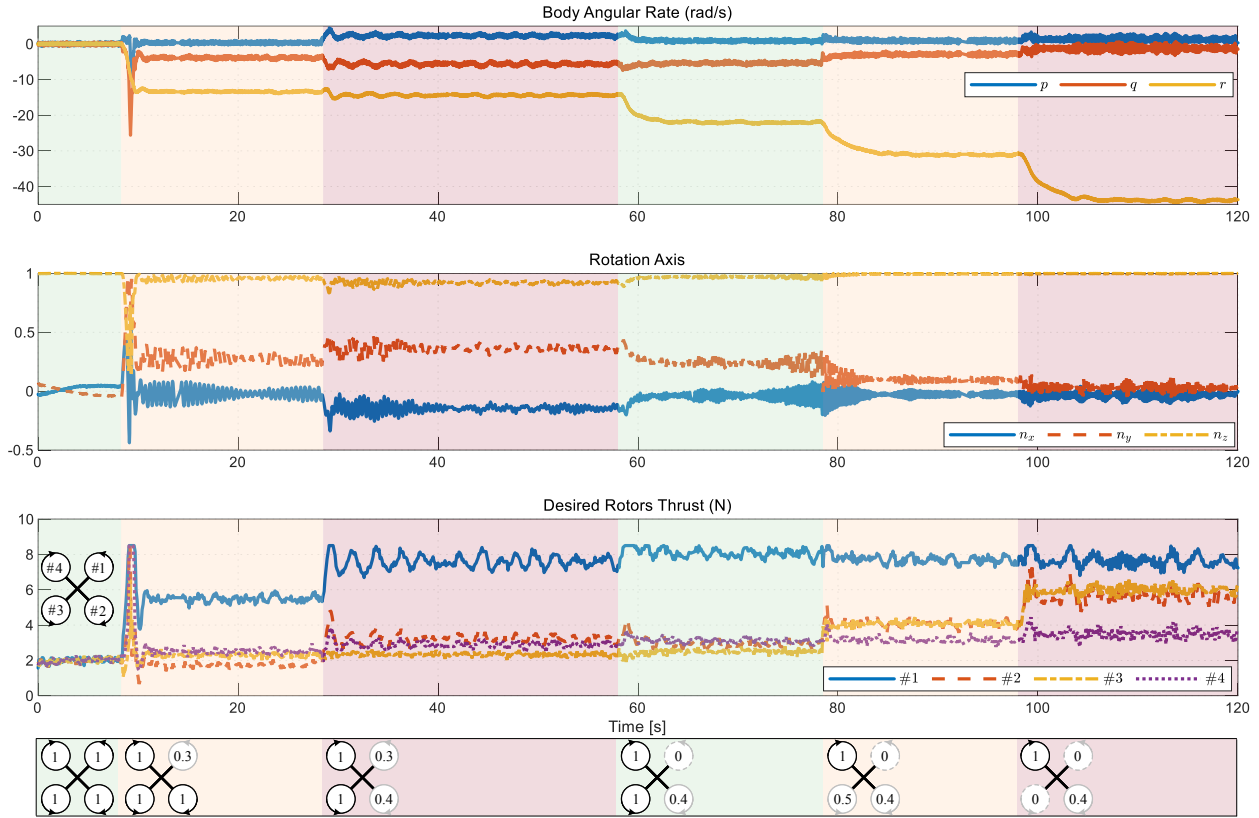 Body Angular Rate (rad/s)
0
-10
-20
-30
-40
p q r
0 20 40 60 80 100 120
Rotation Axis
1
0.5
0
-0.5
n_x n_y n_z
0 20 40 60 80 100 120
Desired Rotors Thrust (N)
10
8
6
4
2
0
#4 #1
#3 #2
#1 #2 #3 #4
0 20 40 60 80 100 120
Time [s]
1 1 1 0.3 1 0.3 1 0 1 0 1 0
1 1 1 1 1 0.4 1 0.4 0.5 0.4 0 0.4